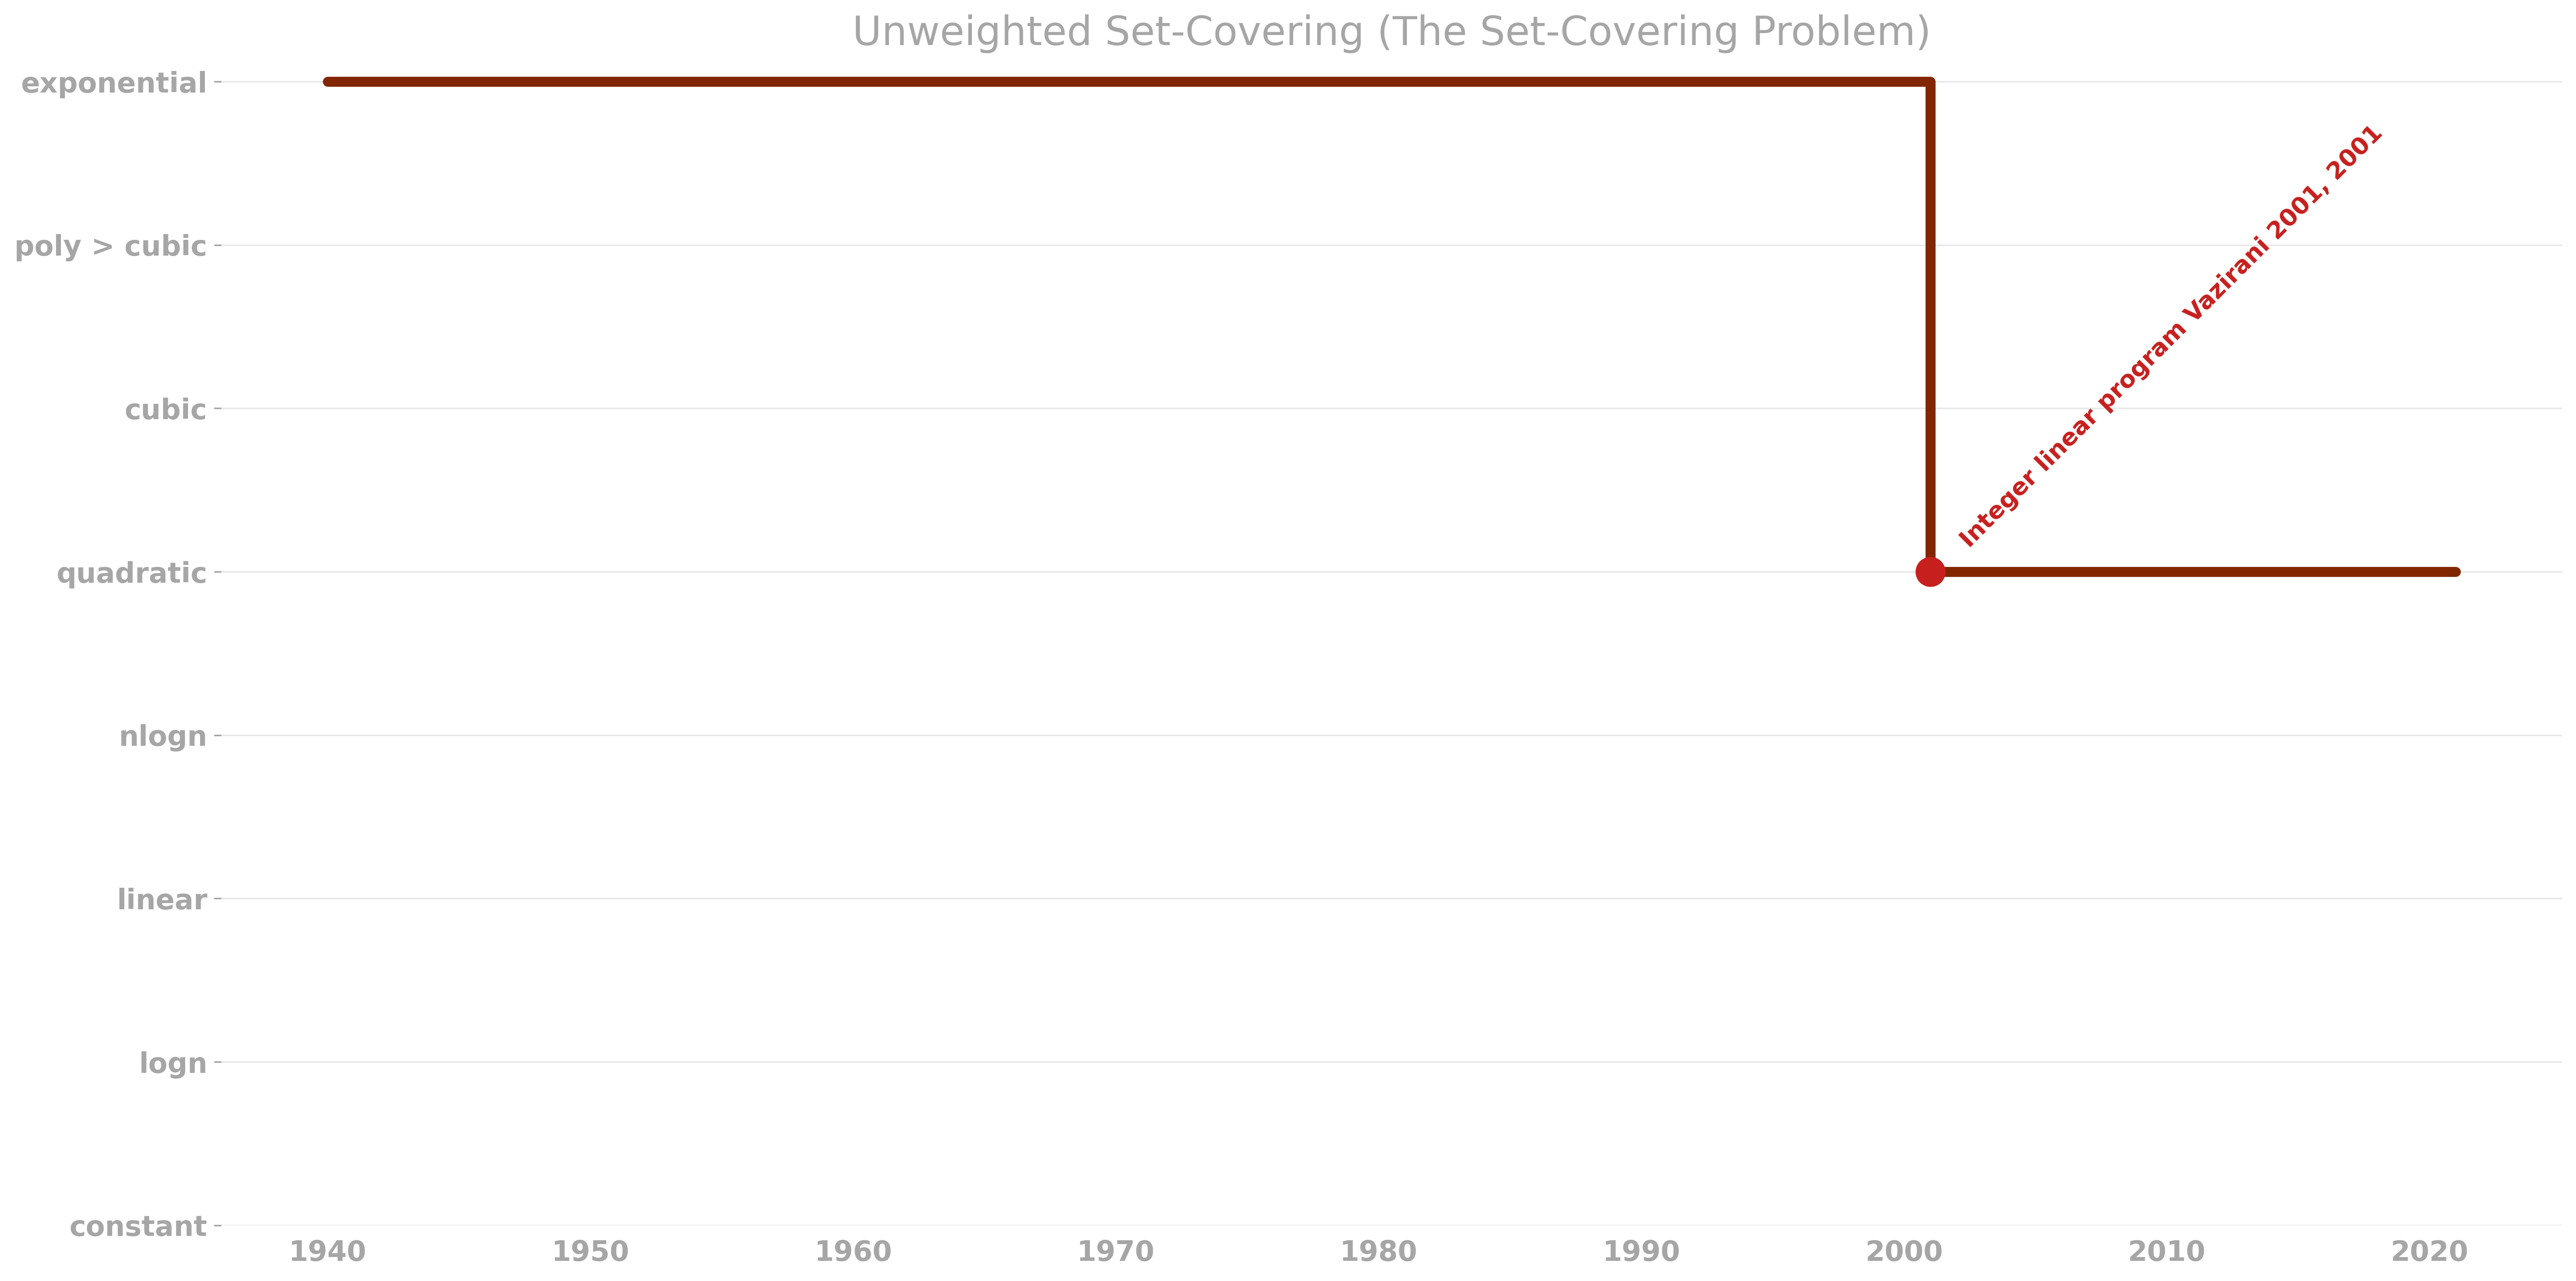 Unweighted Set-Covering (The Set-Covering Problem)
exponential
poly > cubic
cubic
quadratic
nlogn
linear
logn
constant
Integer linear program Vazirani 2001, 2001
1940 1950 1960 1970 1980 1990 2000 2010 2020